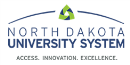 NORTH DAKOTA
UNIVERSITY SYSTEM
ACCESS. INNOVATION. EXCELLENCE.